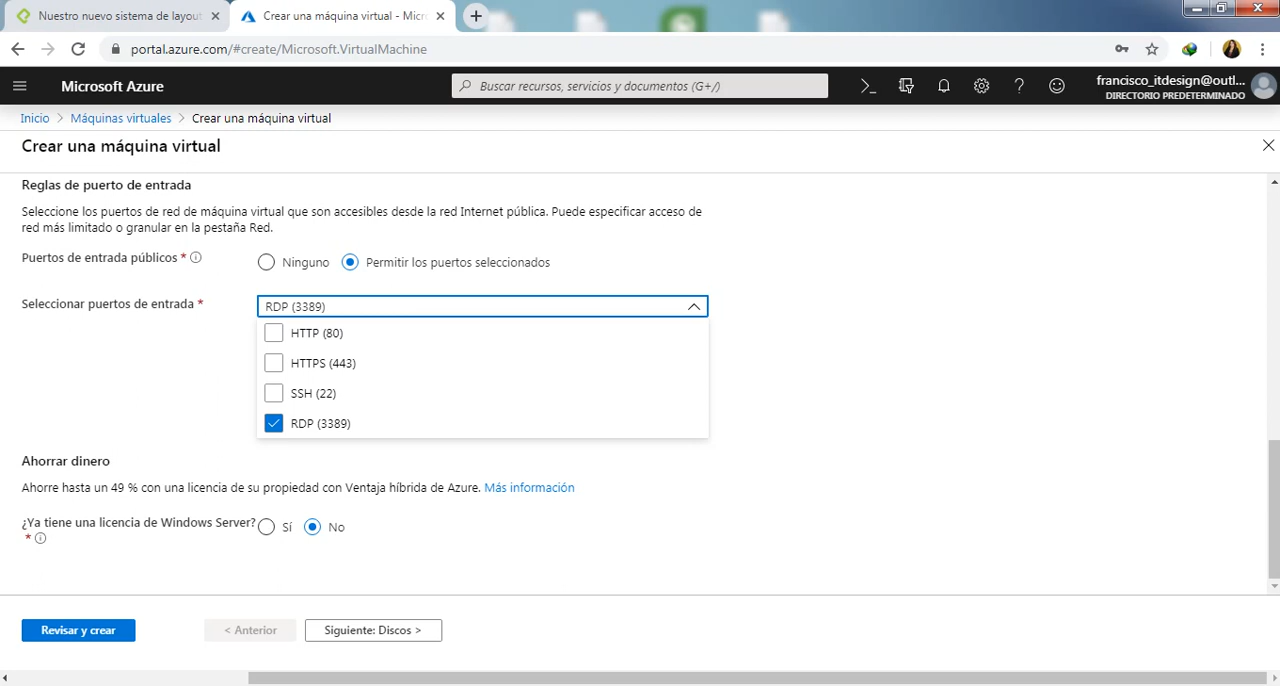 Nuestro nuevo sistema de layout
Crear una máquina virtual - Micr
portal.azure.com/#create/Microsoft.VirtualMachine
Microsoft Azure
Buscar recursos, servicios y documentos (G+/)
francisco_itdesign@outl...
DIRECTORIO PREDETERMINADO
Inicio > Máquinas virtuales > Crear una máquina virtual
Crear una máquina virtual
Reglas de puerto de entrada
Seleccione los puertos de red de máquina virtual que son accesibles desde la red Internet pública. Puede especificar acceso de
red más limitado o granular en la pestaña Red.
Puertos de entrada públicos *
Ninguno
Permitir los puertos seleccionados
Seleccionar puertos de entrada *
RDP (3389)
HTTP (80)
HTTPS (443)
SSH (22)
RDP (3389)
Ahorrar dinero
Ahorre hasta un 49 % con una licencia de su propiedad con Ventaja híbrida de Azure. Más información
¿Ya tiene una licencia de Windows Server?
*
Sí
No
Revisar y crear
< Anterior
Siguiente: Discos >